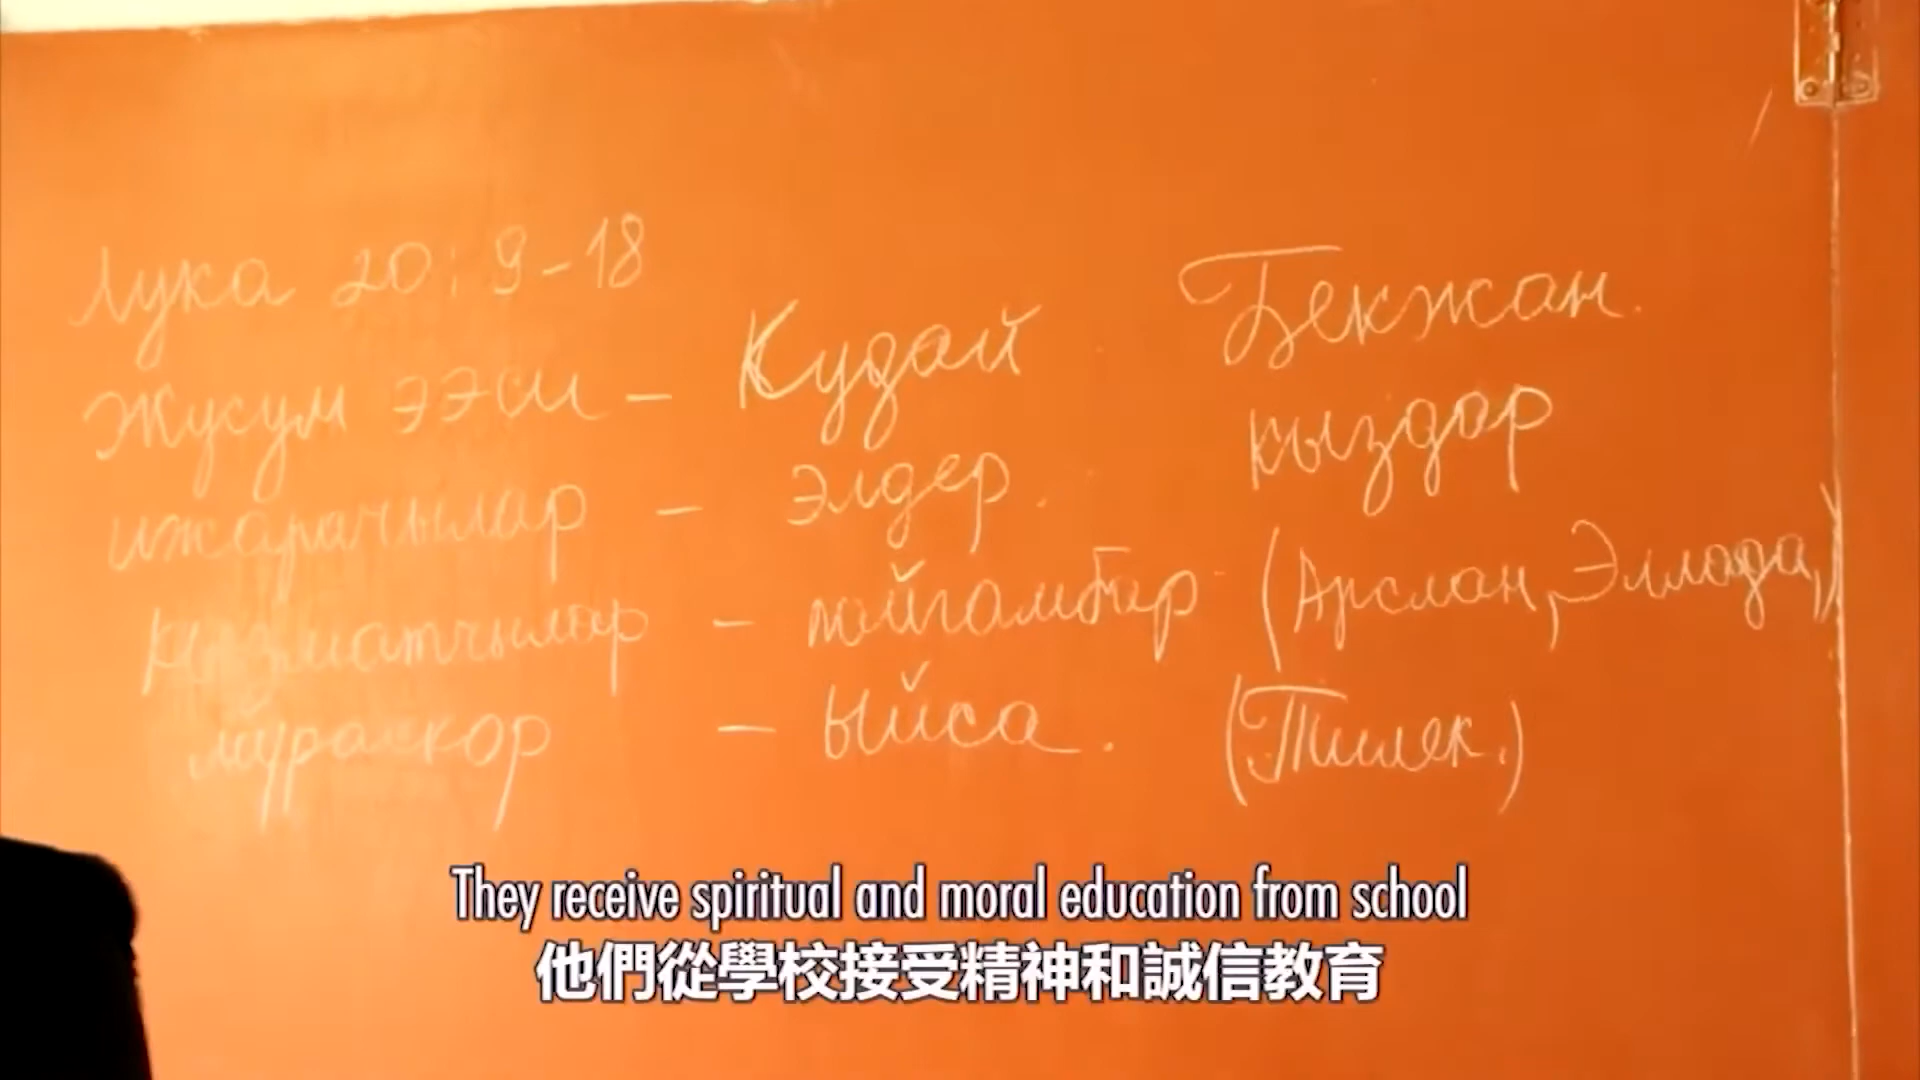 Лука 20:9-18
Жүзүм ээси – Кудай Бекжан.
ижарачылар – элдер. кыздар
Кызматчылар – пайгамбар (Арслан, Эллада,)
мураскор – Ыйса. (Тилек.)
They receive spiritual and moral education from school
他們從學校接受精神和誠信教育